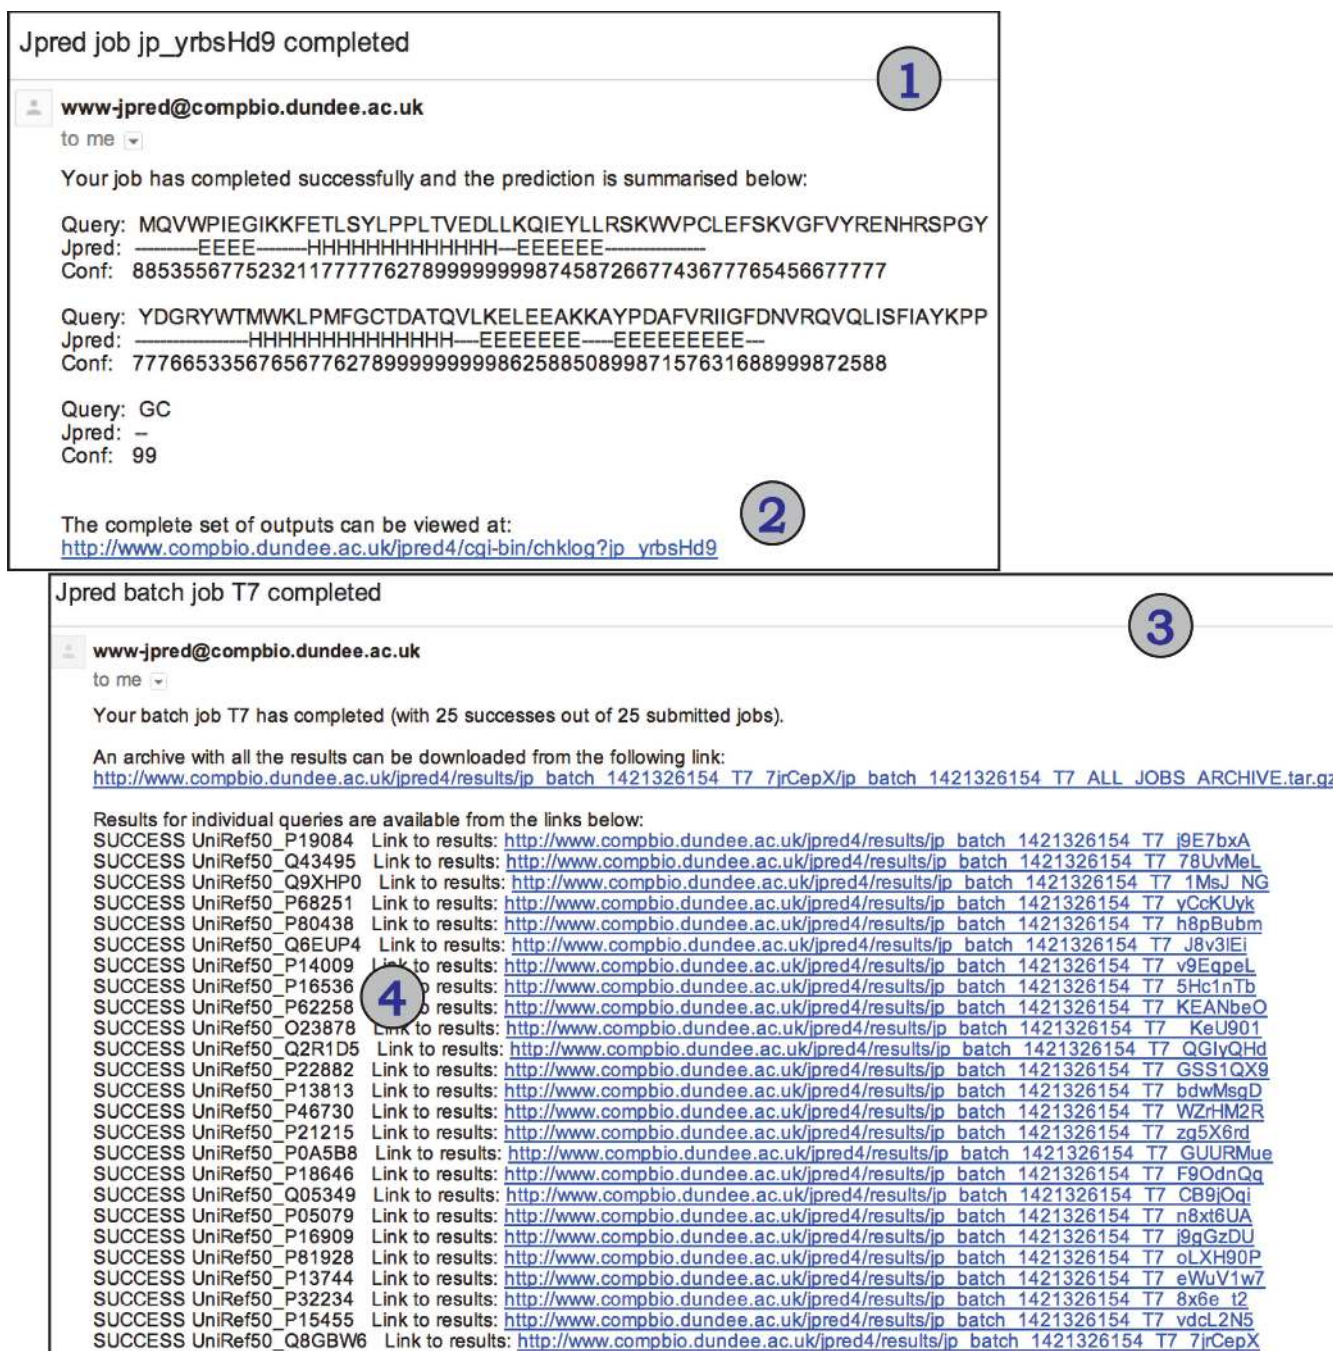 Jpred job jp_yrbsHd9 completed
1
www-jpred@compbio.dundee.ac.uk
to me
Your job has completed successfully and the prediction is summarised below:
Query: MQVWPIEGIKKFETLSYLPPLTVEDLLKQIEYLLRSKWVPCLEFSKVGFVYRENHRSPGY
Jpred: ----------EEEE--------HHHHHHHHHHHHHH---EEEEEE-----------------
Conf: 885355677523211777776278999999999874587266774367776545667777
Query: YDGRYWTMWKLPMFGCTDATQVLKELEEAKKAYPDAFVRIIGFDNVRQVQLISFIAYKPP
Jpred: -----------------HHHHHHHHHHHHHHH----EEEEEEE-----EEEEEEEEE---
Conf: 7776653356765677627899999999998625885089987157631688999872588
Query: GC
Jpred: --
Conf: 99
2
The complete set of outputs can be viewed at:
http://www.compbio.dundee.ac.uk/jpred4/cgi-bin/chklog?jp_yrbsHd9
Jpred batch job T7 completed
3
www-jpred@compbio.dundee.ac.uk
to me
Your batch job T7 has completed (with 25 successes out of 25 submitted jobs).
An archive with all the results can be downloaded from the following link:
http://www.compbio.dundee.ac.uk/jpred4/results/jp_batch_1421326154_T7_7jrCepX/jp_batch_1421326154_T7_ALL_JOBS_ARCHIVE.tar.gz
Results for individual queries are available from the links below:
SUCCESS UniRef50_P19084 Link to results: http://www.compbio.dundee.ac.uk/jpred4/results/jp_batch_1421326154_T7_j9E7bxA
SUCCESS UniRef50_Q43495 Link to results: http://www.compbio.dundee.ac.uk/jpred4/results/jp_batch_1421326154_T7_78UvMeL
SUCCESS UniRef50_Q9XHP0 Link to results: http://www.compbio.dundee.ac.uk/jpred4/results/jp_batch_1421326154_T7_1MsJ_NG
SUCCESS UniRef50_P68251 Link to results: http://www.compbio.dundee.ac.uk/jpred4/results/jp_batch_1421326154_T7_yCcKUyk
SUCCESS UniRef50_P80438 Link to results: http://www.compbio.dundee.ac.uk/jpred4/results/jp_batch_1421326154_T7_h8pBubm
SUCCESS UniRef50_Q6EUP4 Link to results: http://www.compbio.dundee.ac.uk/jpred4/results/jp_batch_1421326154_T7_J8v3lEi
SUCCESS UniRef50_P14009 Link to results: http://www.compbio.dundee.ac.uk/jpred4/results/jp_batch_1421326154_T7_v9EqpeL
SUCCESS UniRef50_P16536 4 results: http://www.compbio.dundee.ac.uk/jpred4/results/jp_batch_1421326154_T7_5Hc1nTb
SUCCESS UniRef50_P62258 results: http://www.compbio.dundee.ac.uk/jpred4/results/jp_batch_1421326154_T7_KEANbeO
SUCCESS UniRef50_O23878 Link to results: http://www.compbio.dundee.ac.uk/jpred4/results/jp_batch_1421326154_T7__KeU901
SUCCESS UniRef50_Q2R1D5 Link to results: http://www.compbio.dundee.ac.uk/jpred4/results/jp_batch_1421326154_T7_QGIyQHd
SUCCESS UniRef50_P22882 Link to results: http://www.compbio.dundee.ac.uk/jpred4/results/jp_batch_1421326154_T7_GSS1QX9
SUCCESS UniRef50_P13813 Link to results: http://www.compbio.dundee.ac.uk/jpred4/results/jp_batch_1421326154_T7_bdwMsgD
SUCCESS UniRef50_P46730 Link to results: http://www.compbio.dundee.ac.uk/jpred4/results/jp_batch_1421326154_T7_WZrHM2R
SUCCESS UniRef50_P21215 Link to results: http://www.compbio.dundee.ac.uk/jpred4/results/jp_batch_1421326154_T7_zg5X6rd
SUCCESS UniRef50_P0A5B8 Link to results: http://www.compbio.dundee.ac.uk/jpred4/results/jp_batch_1421326154_T7_GUURMue
SUCCESS UniRef50_P18646 Link to results: http://www.compbio.dundee.ac.uk/jpred4/results/jp_batch_1421326154_T7_F9OdnQq
SUCCESS UniRef50_Q05349 Link to results: http://www.compbio.dundee.ac.uk/jpred4/results/jp_batch_1421326154_T7_CB9jOqi
SUCCESS UniRef50_P05079 Link to results: http://www.compbio.dundee.ac.uk/jpred4/results/jp_batch_1421326154_T7_n8xt6UA
SUCCESS UniRef50_P16909 Link to results: http://www.compbio.dundee.ac.uk/jpred4/results/jp_batch_1421326154_T7_j9gGzDU
SUCCESS UniRef50_P81928 Link to results: http://www.compbio.dundee.ac.uk/jpred4/results/jp_batch_1421326154_T7_oLXH90P
SUCCESS UniRef50_P13744 Link to results: http://www.compbio.dundee.ac.uk/jpred4/results/jp_batch_1421326154_T7_eWuV1w7
SUCCESS UniRef50_P32234 Link to results: http://www.compbio.dundee.ac.uk/jpred4/results/jp_batch_1421326154_T7_8x6e_t2
SUCCESS UniRef50_P15455 Link to results: http://www.compbio.dundee.ac.uk/jpred4/results/jp_batch_1421326154_T7_vdcL2N5
SUCCESS UniRef50_Q8GBW6 Link to results: http://www.compbio.dundee.ac.uk/jpred4/results/jp_batch_1421326154_T7_7jrCepX